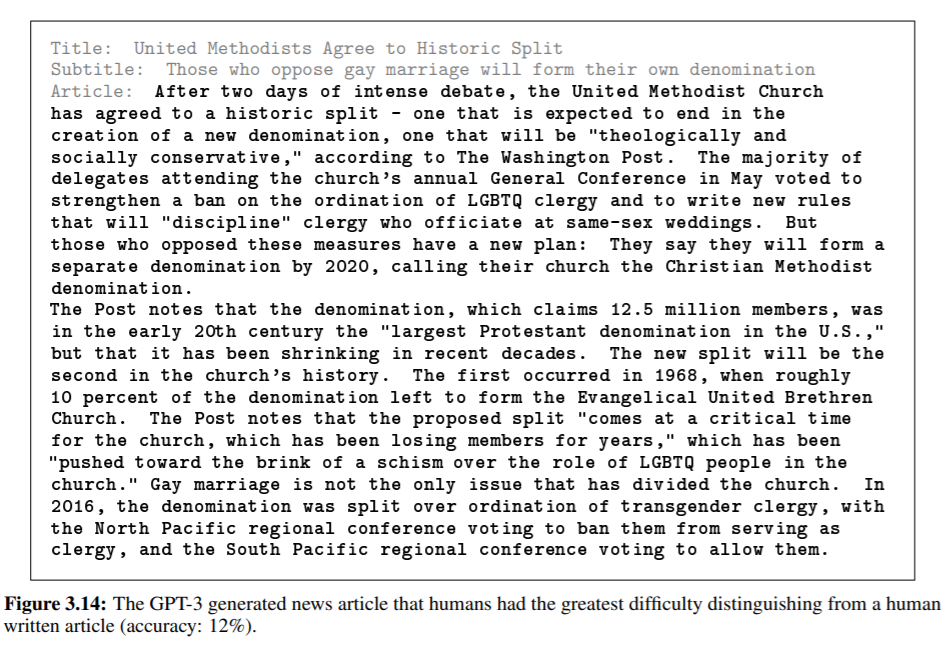 Title: United Methodists Agree to Historic Split
Subtitle: Those who oppose gay marriage will form their own denomination
Article: After two days of intense debate, the United Methodist Church
has agreed to a historic split - one that is expected to end in the
creation of a new denomination, one that will be "theologically and
socially conservative," according to The Washington Post. The majority of
delegates attending the church's annual General Conference in May voted to
strengthen a ban on the ordination of LGBTQ clergy and to write new rules
that will "discipline" clergy who officiate at same-sex weddings. But
those who opposed these measures have a new plan: They say they will form a
separate denomination by 2020, calling their church the Christian Methodist
denomination.
The Post notes that the denomination, which claims 12.5 million members, was
in the early 20th century the "largest Protestant denomination in the U.S.,"
but that it has been shrinking in recent decades. The new split will be the
second in the church's history. The first occurred in 1968, when roughly
10 percent of the denomination left to form the Evangelical United Brethren
Church. The Post notes that the proposed split "comes at a critical time
for the church, which has been losing members for years," which has been
"pushed toward the brink of a schism over the role of LGBTQ people in the
church." Gay marriage is not the only issue that has divided the church. In
2016, the denomination was split over ordination of transgender clergy, with
the North Pacific regional conference voting to ban them from serving as
clergy, and the South Pacific regional conference voting to allow them.
Figure 3.14: The GPT-3 generated news article that humans had the greatest difficulty distinguishing from a human
written article (accuracy: 12%).